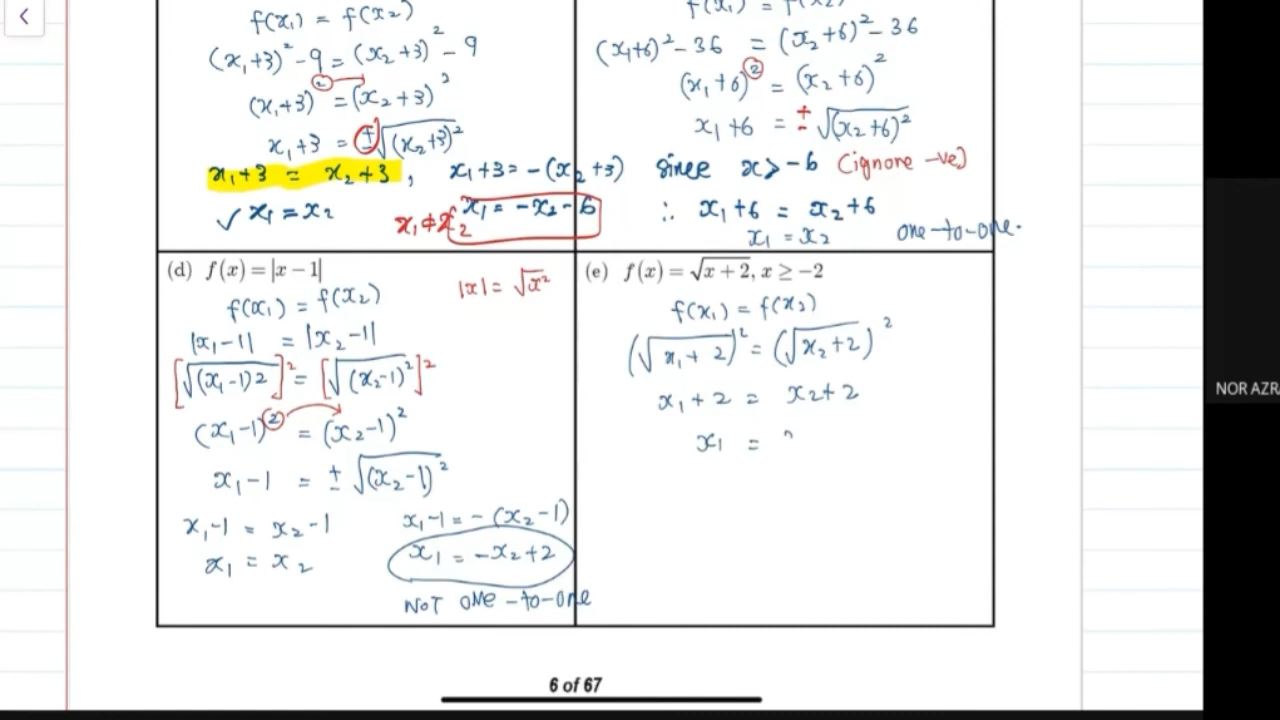 f(x₁) = f(x₂)
(x₁+3)² - 9 = (x₂+3)² - 9
(x₁+3)² = (x₂+3)²
x₁+3 = ±√(x₂+3)²
x₁+3 = x₂+3 , x₁+3 = -(x₂+3)
✓ x₁ = x₂ x₁ ≠ x₂ x₁ = -x₂ - 6
f(x₁) = f(x₂)
(x₁+6)² - 36 = (x₂+6)² - 36
(x₁+6)² = (x₂+6)²
x₁+6 = ±√(x₂+6)²
since x > -6 (ignore -ve)
∴ x₁+6 = x₂+6
x₁ = x₂ one-to-one.
(d) f(x) = |x − 1| |x| = √x²
f(x₁) = f(x₂)
|x₁-1| = |x₂-1|
[√(x₁-1)2]² = [√(x₂-1)²]²
(x₁-1)² = (x₂-1)²
x₁-1 = ±√(x₂-1)²
x₁-1 = x₂-1 x₁-1 = -(x₂-1)
x₁ = x₂ x₁ = -x₂+2
NOT one-to-one
(e) f(x) = √x + 2, x ≥ −2
f(x₁) = f(x₂)
(√x₁+2)² = (√x₂+2)²
x₁+2 = x₂+2
x₁ =
6 of 67
NOR AZR